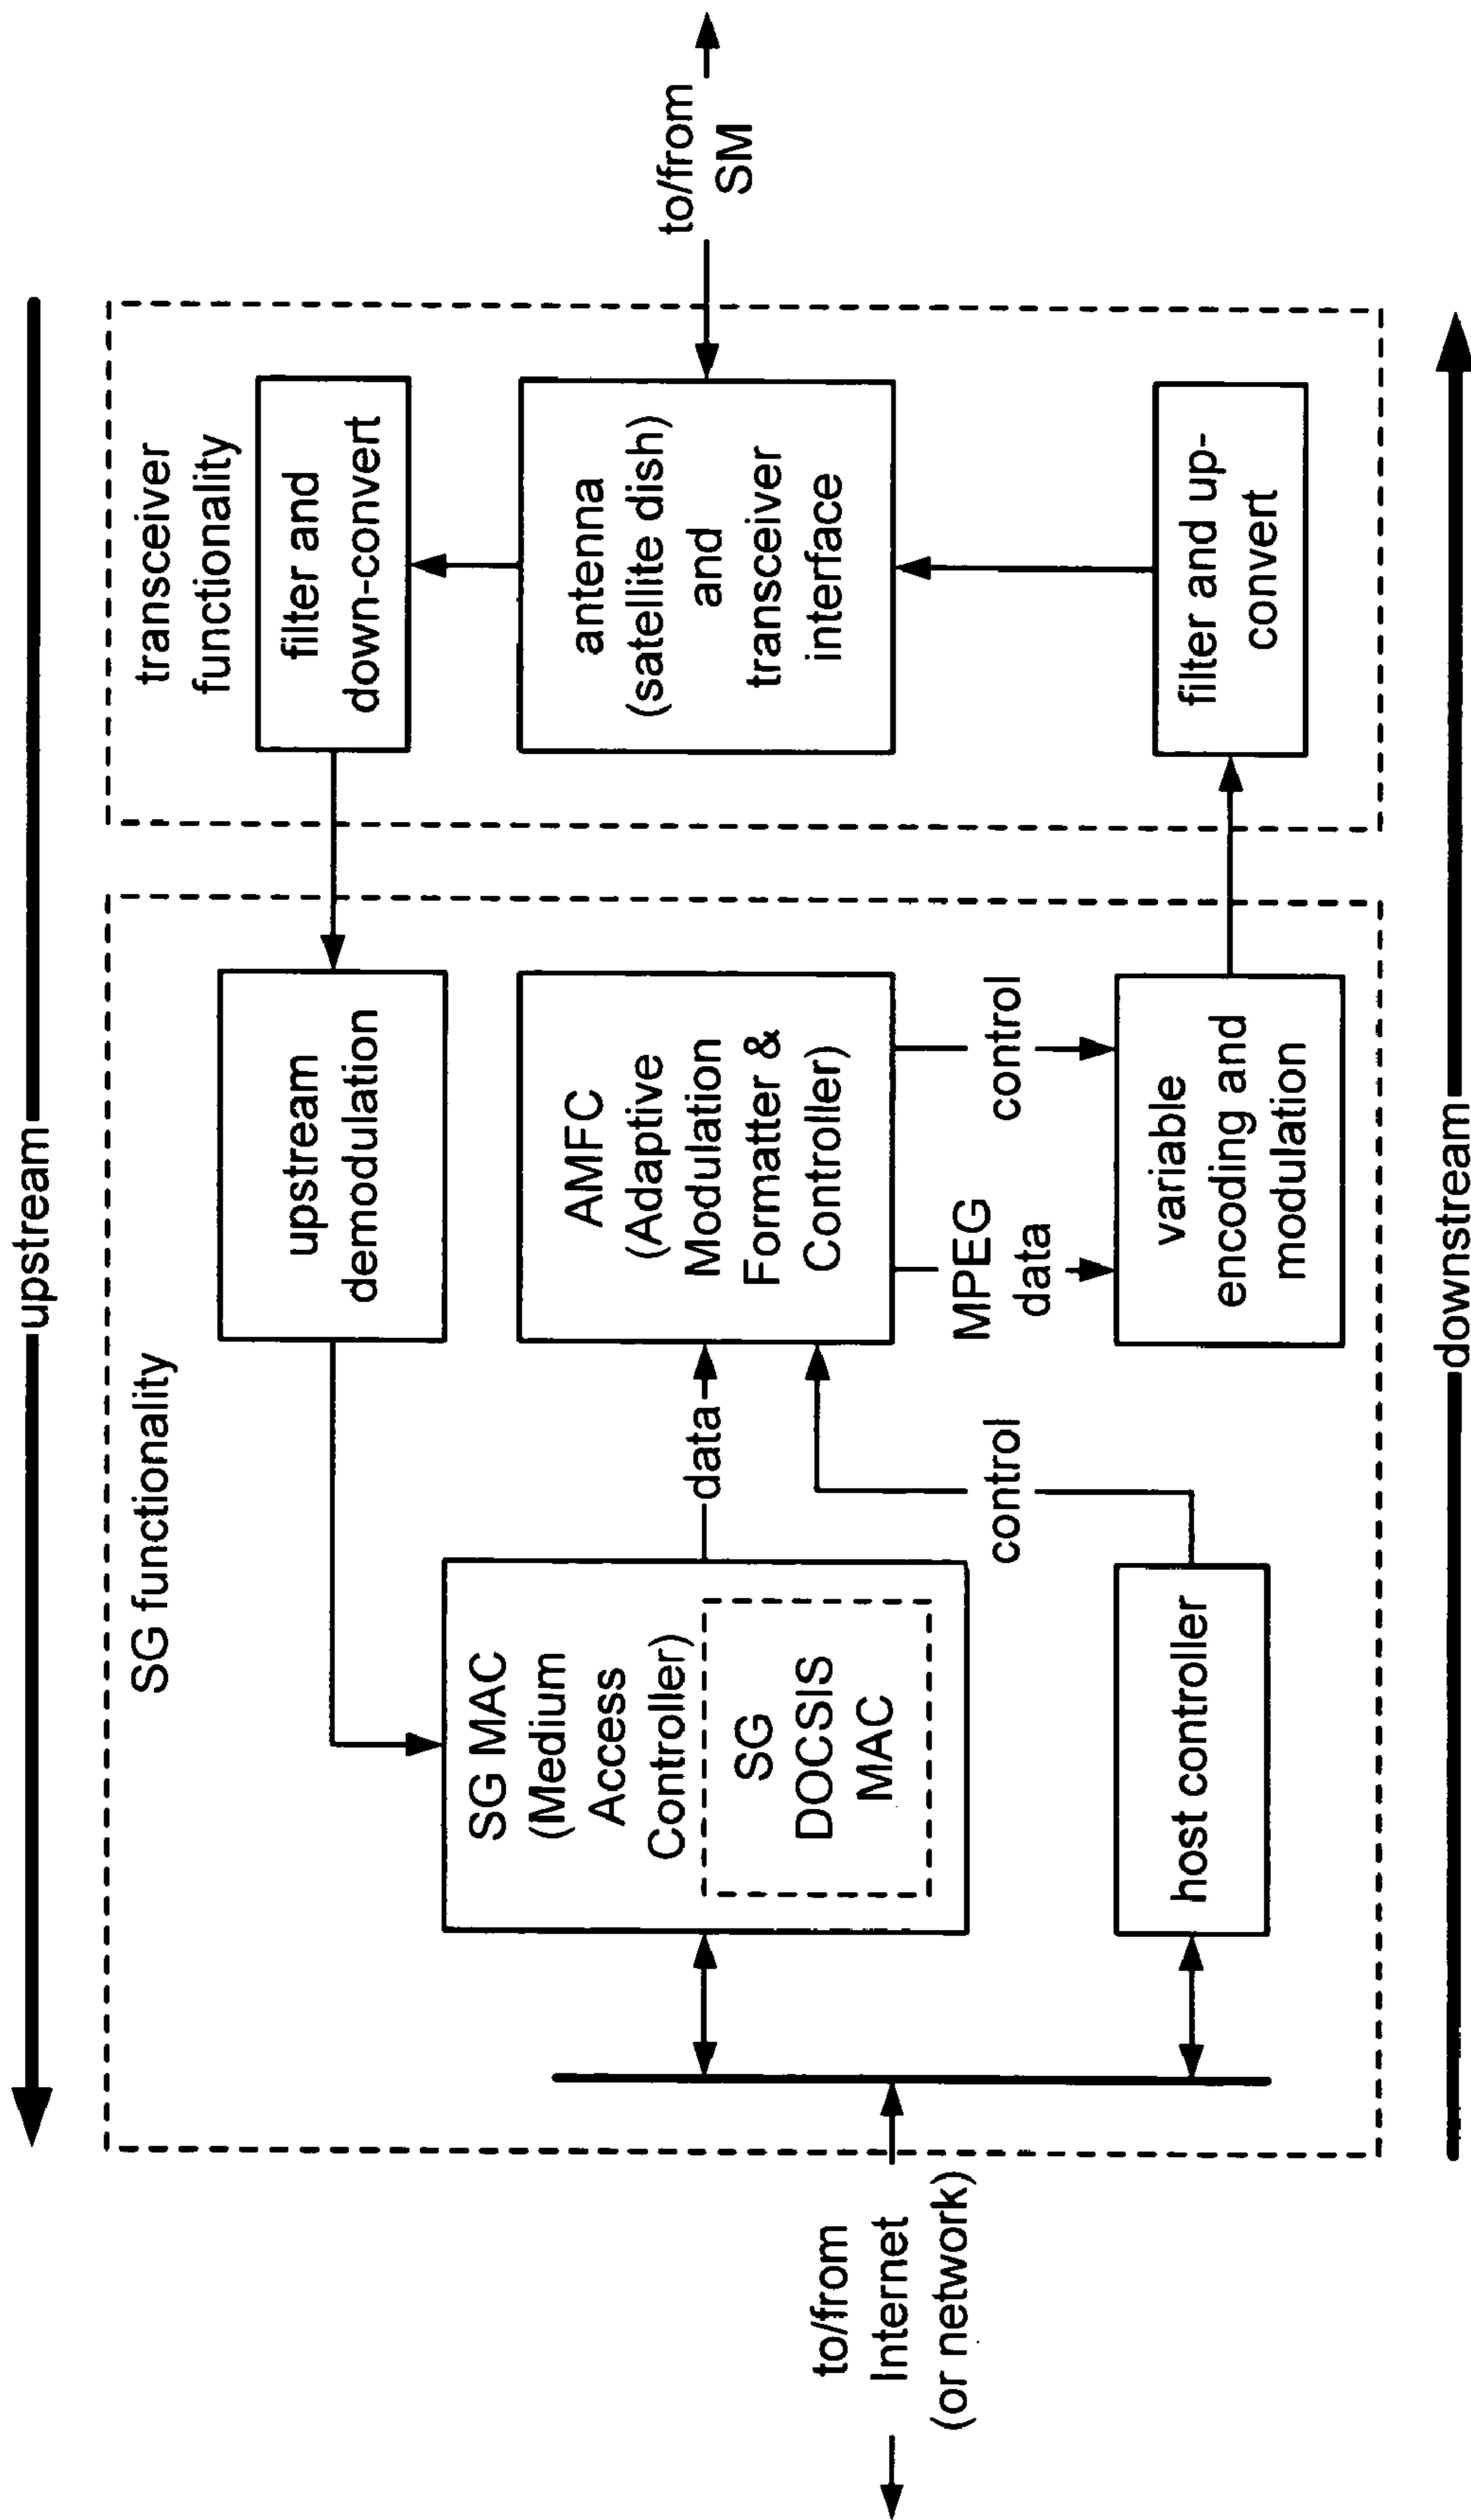 upstream
SG functionality
transceiver
functionality
upstream
demodulation
filter and
down-convert
SG MAC
(Medium
Access
Controller)
SG
DOCSIS
MAC
data
AMFC
(Adaptive
Modulation
Formatter &
Controller)
antenna
(satellite dish)
and
transceiver
interface
to/from
SM
to/from
Internet
(or network)
control
MPEG
data
control
host controller
variable
encoding and
modulation
filter and up-
convert
downstream